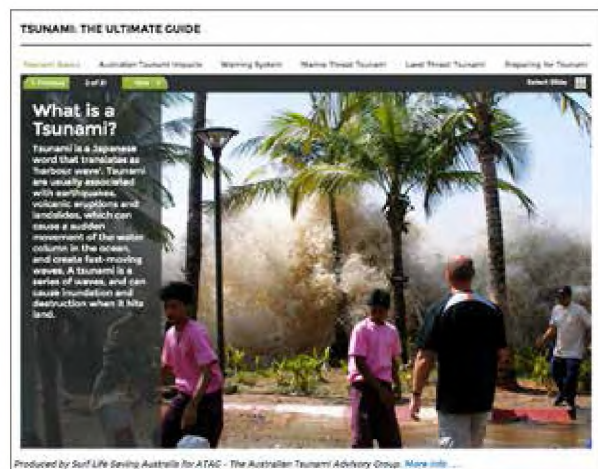 TSUNAMI: THE ULTIMATE GUIDE
Tsunami Basics Australian Tsunami Impacts Warning System Marine Threat Tsunami Land Threat Tsunami Preparing for Tsunami
Previous 2 of 21 Next Select Slide
What is a
Tsunami?
Tsunami is a Japanese
word that translates as
'harbour wave'. Tsunami
are usually associated
with earthquakes,
volcanic eruptions and
landslides, which can
cause a sudden
movement of the water
column in the ocean,
and create fast-moving
waves. A tsunami is a
series of waves, and can
cause inundation and
destruction when it hits
land.
Produced by Surf Life Saving Australia for ATAG - The Australian Tsunami Advisory Group. More info ...